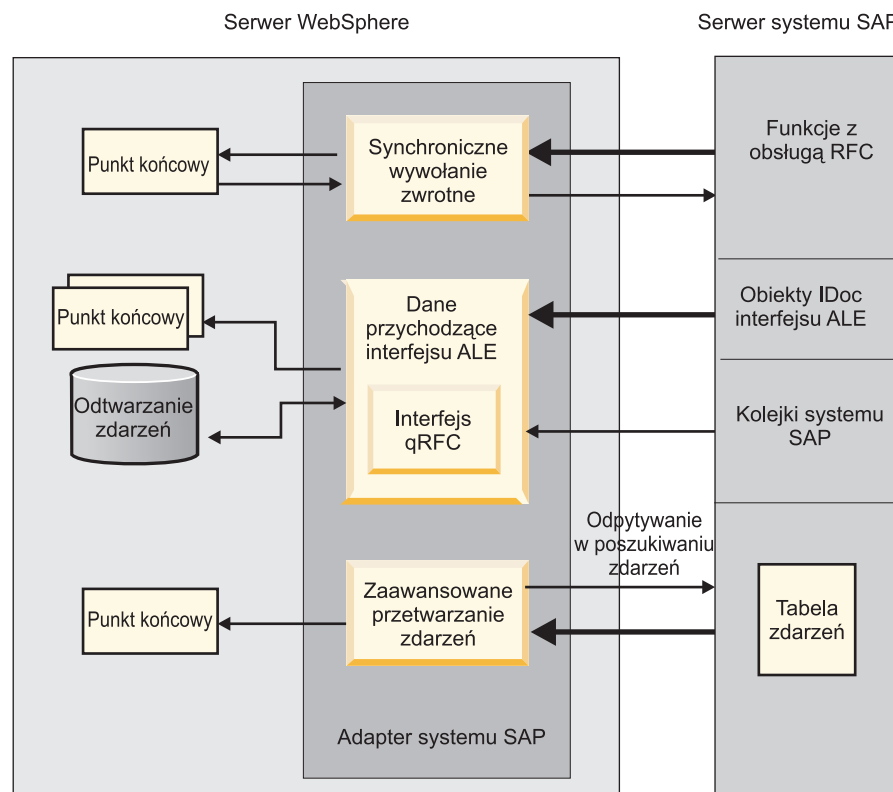 Serwer WebSphere
Serwer systemu SAP
Punkt końcowy
Synchroniczne
wywołanie
zwrotne
Funkcje z
obsługą RFC
Punkt końcowy
Dane
przychodzące
interfejsu ALE
Obiekty IDoc
interfejsu ALE
Odtwarzanie
zdarzeń
Interfejs
qRFC
Kolejki systemu
SAP
Odpytywanie
w poszukiwaniu
zdarzeń
Punkt końcowy
Zaawansowane
przetwarzanie
zdarzeń
Tabela
zdarzeń
Adapter systemu SAP